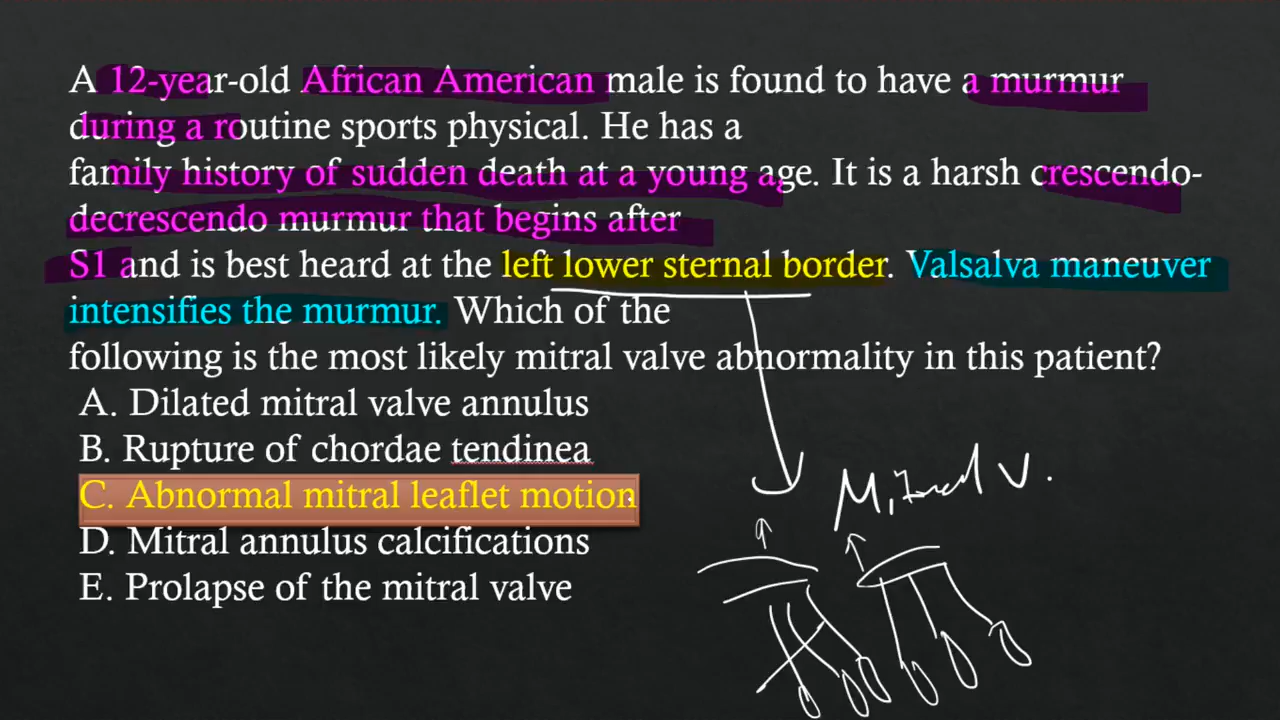 A 12-year-old African American male is found to have a murmur
during a routine sports physical. He has a
family history of sudden death at a young age. It is a harsh crescendo-
decrescendo murmur that begins after
S1 and is best heard at the left lower sternal border. Valsalva maneuver
intensifies the murmur. Which of the
following is the most likely mitral valve abnormality in this patient?
A. Dilated mitral valve annulus
B. Rupture of chordae tendinea
C. Abnormal mitral leaflet motion
D. Mitral annulus calcifications
E. Prolapse of the mitral valve
Mitral V.